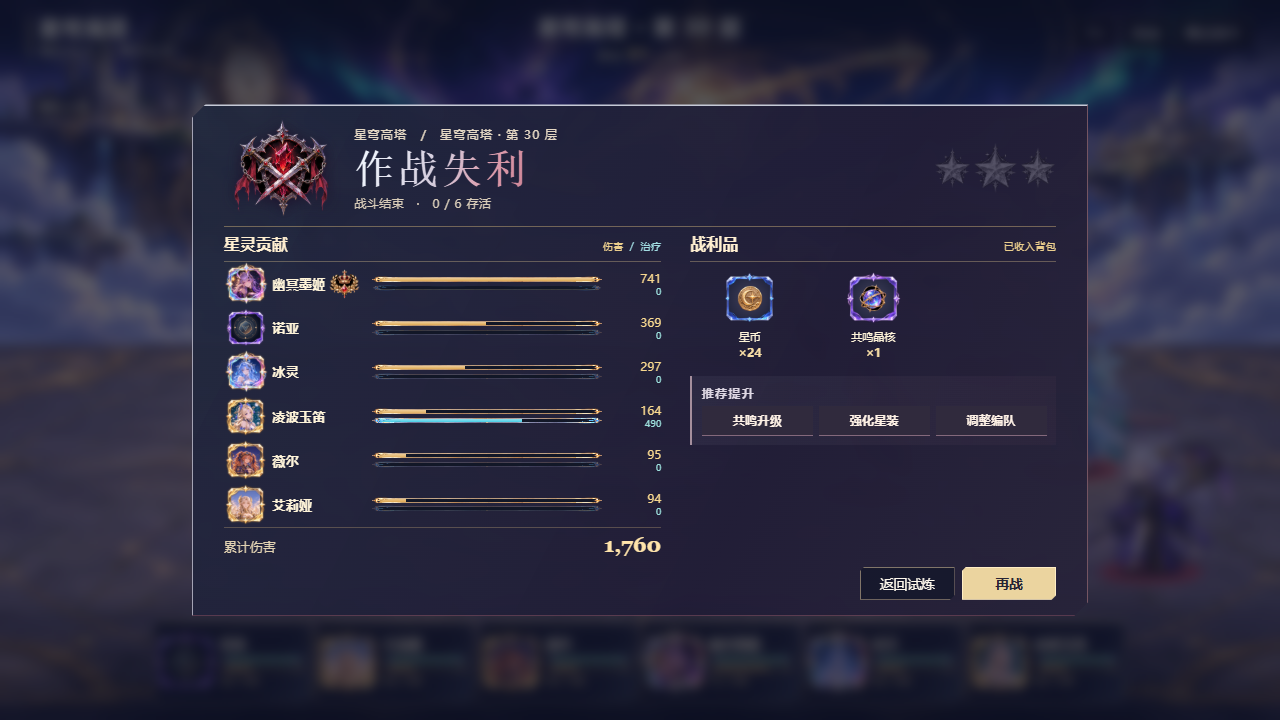 星穹高塔 / 星穹高塔 · 第 30 层
作战失利
战斗结束 · 0 / 6 存活
星灵贡献
伤害 / 治疗
幽冥墨姬
741
0
诺亚
369
0
冰灵
297
0
凌波玉笛
164
490
薇尔
95
0
艾莉娅
94
0
累计伤害
1,760
战利品
已收入背包
星币
×24
共鸣晶核
×1
推荐提升
共鸣升级
强化星装
调整编队
返回试炼
再战